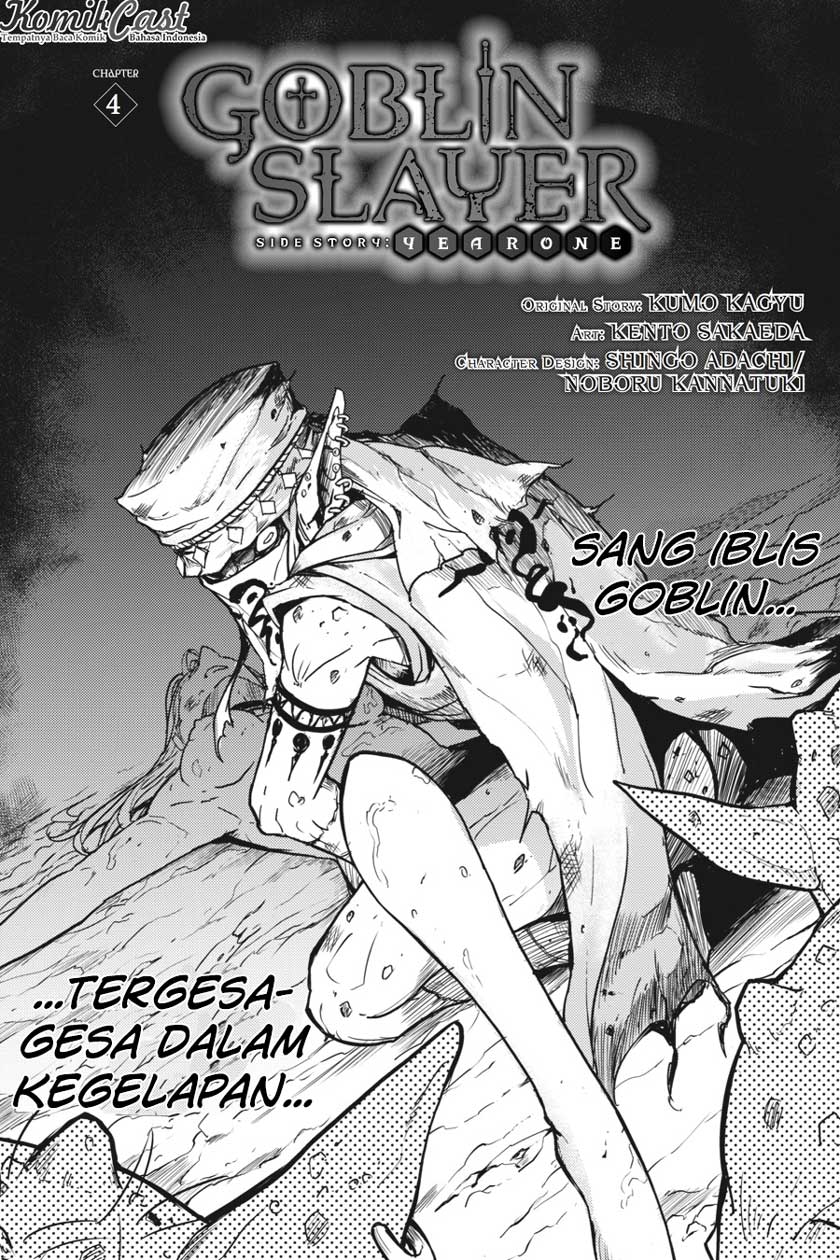 KomikCast
Tempatnya Baca Komik Bahasa Indonesia
CHAPTER
4
GOBLIN
SLAYER
SIDE STORY: YEAR ONE
ORIGINAL STORY: KUMO KAGYU
ART: KENTO SAKAEDA
CHARACTER DESIGN: SHINGO ADACHI/
NOBORU KANNATUKI
SANG IBLIS
GOBLIN...
...TERGESA-
GESA DALAM
KEGELAPAN...